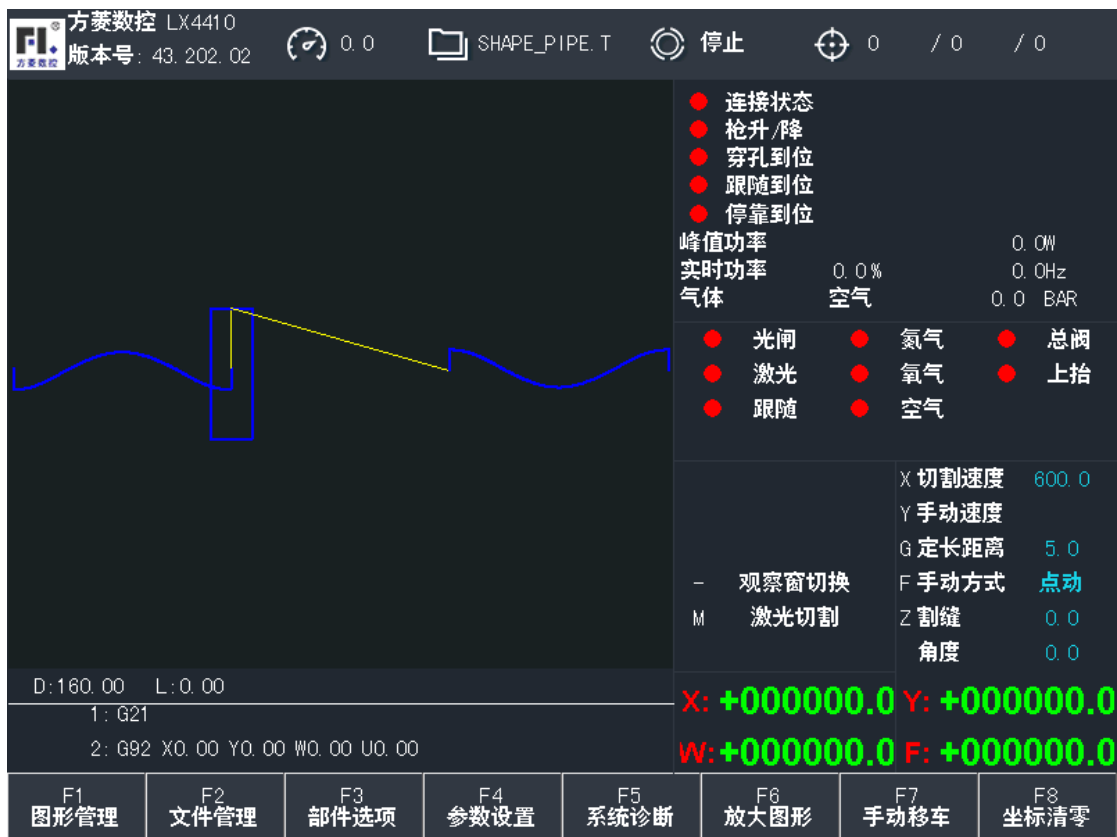 方菱数控 LX4410
版本号: 43.202.02
方菱数控
0.0
SHAPE_PIPE.T
停止
0 / 0 / 0
连接状态
枪升/降
穿孔到位
跟随到位
停靠到位
峰值功率 0.0W
实时功率 0.0% 0.0Hz
气体 空气 0.0 BAR
光闸 氮气 总阀
激光 氧气 上抬
跟随 空气
X 切割速度 600.0
Y 手动速度
G 定长距离 5.0
- 观察窗切换 F 手动方式 点动
M 激光切割 Z 割缝 0.0
角度 0.0
D:160.00 L:0.00
1: G21
2: G92 X0.00 Y0.00 W0.00 U0.00
X: +000000.0 Y: +000000.0
W: +000000.0 F: +000000.0
F1 F2 F3 F4 F5 F6 F7 F8
图形管理 文件管理 部件选项 参数设置 系统诊断 放大图形 手动移车 坐标清零